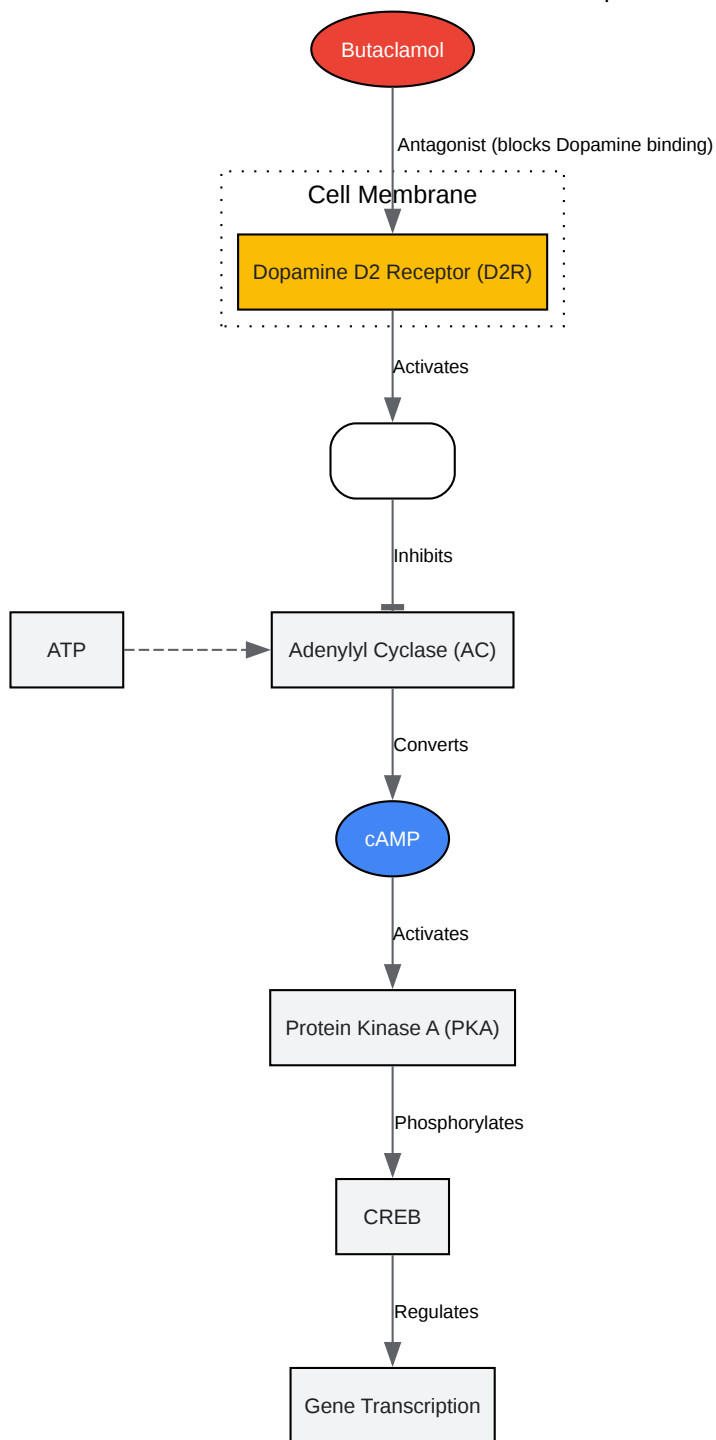 Butaclamol
Antagonist (blocks Dopamine binding)
Cell Membrane
Dopamine D2 Receptor (D2R)
Activates
Inhibits
ATP
Adenylyl Cyclase (AC)
Converts
cAMP
Activates
Protein Kinase A (PKA)
Phosphorylates
CREB
Regulates
Gene Transcription